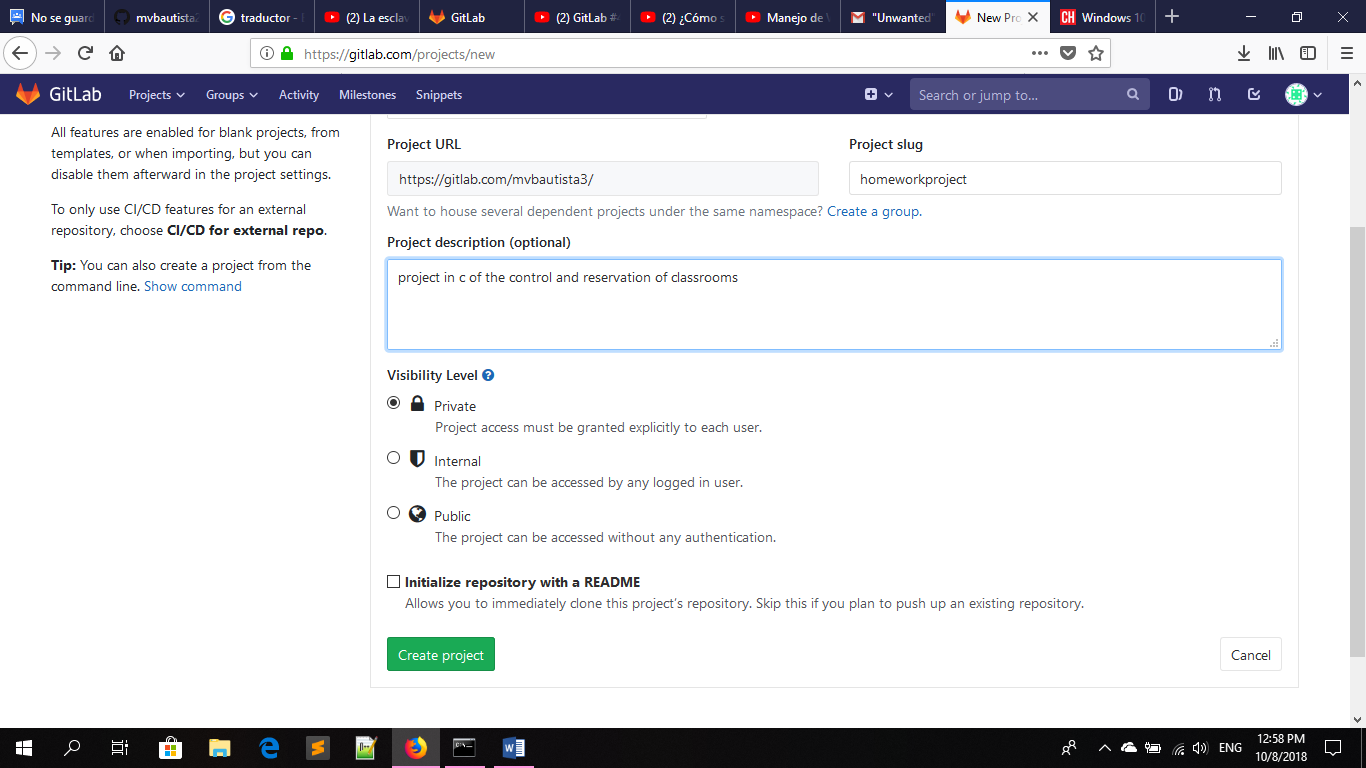 No se guard
mvbautista2
traductor - 
(2) La esclav
GitLab
(2) GitLab #
(2) ¿Cómo s
Manejo de 
"Unwanted"
New Pro
CH Windows 10
https://gitlab.com/projects/new
GitLab Projects Groups Activity Milestones Snippets Search or jump to...
All features are enabled for blank projects, from
templates, or when importing, but you can
disable them afterward in the project settings.
To only use CI/CD features for an external
repository, choose CI/CD for external repo.
Tip: You can also create a project from the
command line. Show command
Project URL
Project slug
https://gitlab.com/mvbautista3/
homeworkproject
Want to house several dependent projects under the same namespace? Create a group.
Project description (optional)
project in c of the control and reservation of classrooms
Visibility Level
Private
Project access must be granted explicitly to each user.
Internal
The project can be accessed by any logged in user.
Public
The project can be accessed without any authentication.
Initialize repository with a README
Allows you to immediately clone this project's repository. Skip this if you plan to push up an existing repository.
Create project
Cancel
ENG
12:58 PM
10/8/2018